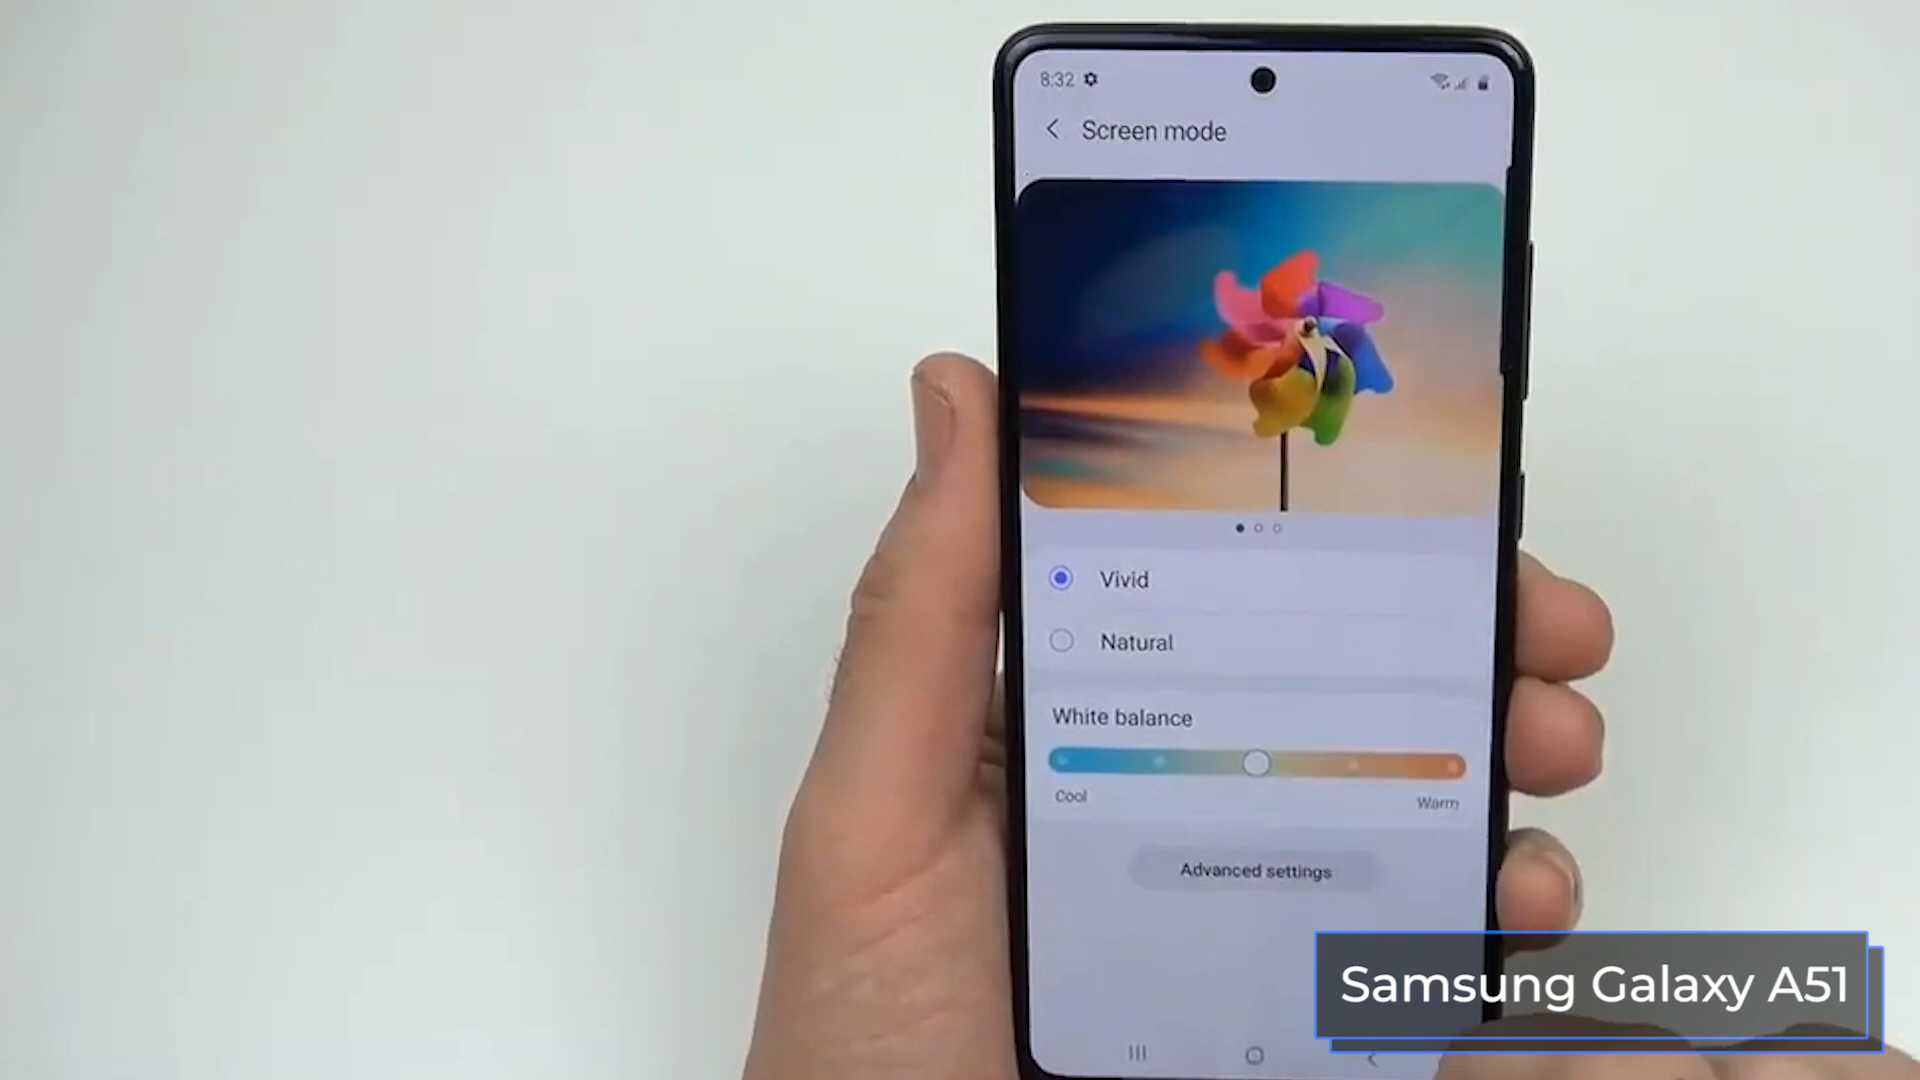 8:32
Screen mode
Vivid
Natural
White balance
Cool
Warm
Advanced settings
Samsung Galaxy A51